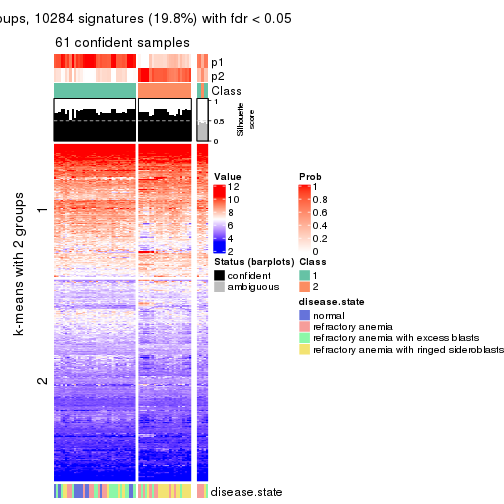 oups, 10284 signatures (19.8%) with fdr < 0.05
61 confident samples
p1
p2
Class
1
0.5
0
Silhouette
score
k-means with 2 groups
1
2
Value
12
10
8
6
4
2
Prob
1
0.8
0.6
0.4
0.2
0
Status (barplots)
confident
ambiguous
Class
1
2
disease.state
normal
refractory anemia
refractory anemia with excess blasts
refractory anemia with ringed sideroblasts
disease.state